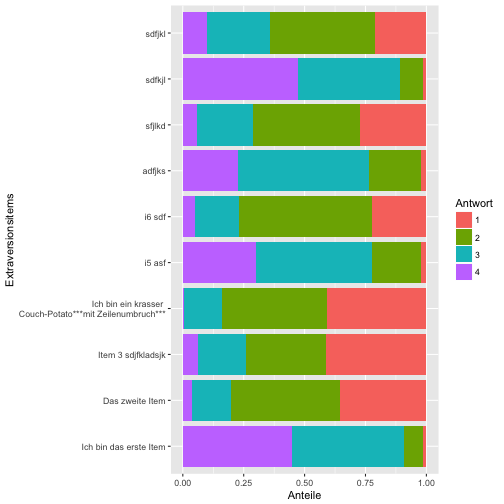 Extraversionsitems
sdfjkl
sdfkjl
sfjlkd
adfjks
i6 sdf
i5 asf
Ich bin ein krasser
Couch-Potato***mit Zeilenumbruch***
Item 3 sdjfkladsjk
Das zweite Item
Ich bin das erste Item
0.00 0.25 0.50 0.75 1.00
Anteile
Antwort
1
2
3
4